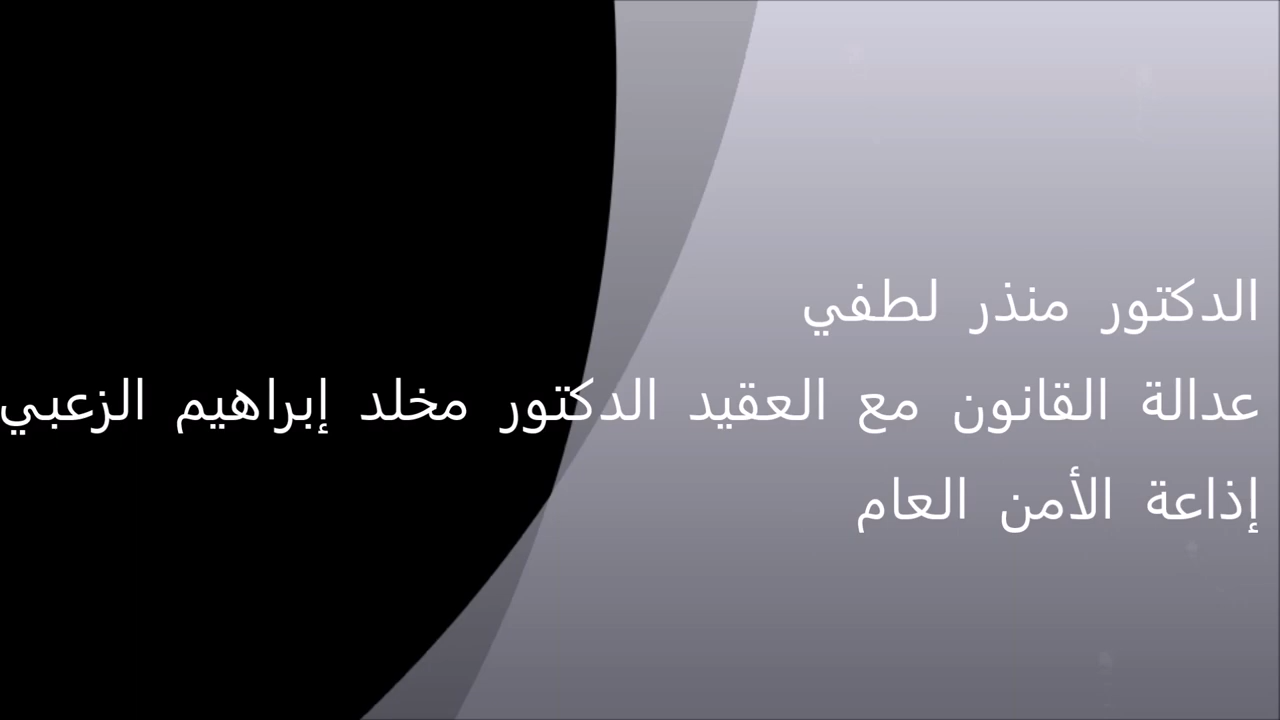 الدكتور منذر لطفي
عدالة القانون مع العقيد الدكتور مخلد إبراهيم الزعبي
إذاعة الأمن العام